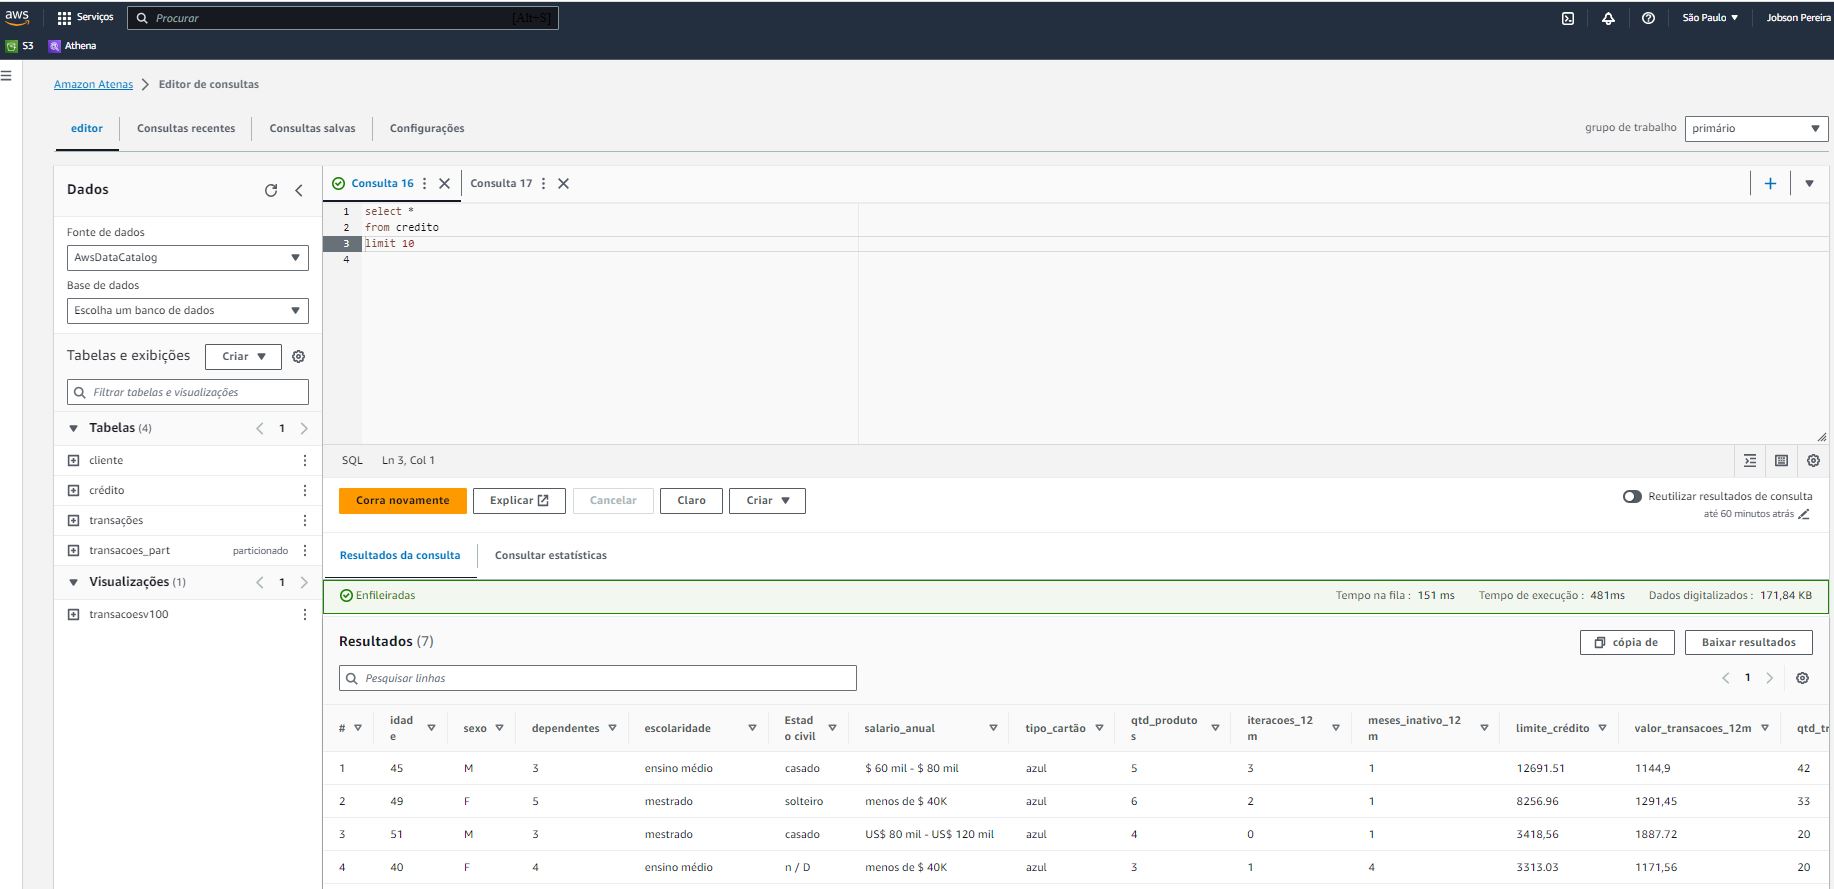 aws
Serviços
Procurar
[Alt+S]
São Paulo
Jobson Pereira
S3
Athena
Amazon Atenas
Editor de consultas
editor
Consultas recentes
Consultas salvas
Configurações
grupo de trabalho
primário
Dados
Fonte de dados
AwsDataCatalog
Base de dados
Escolha um banco de dados
Tabelas e exibições
Criar
Filtrar tabelas e visualizações
Tabelas (4)
1
cliente
crédito
transações
transacoes_part particionado
Visualizações (1)
1
transacoesv100
Consulta 16
Consulta 17
1 select *
2 from credito
3 limit 10
4
SQL Ln 3, Col 1
Corra novamente
Explicar
Cancelar
Claro
Criar
Reutilizar resultados de consulta
até 60 minutos atrás
Resultados da consulta
Consultar estatísticas
Enfileiradas
Tempo na fila : 151 ms
Tempo de execução : 481ms
Dados digitalizados : 171,84 KB
Resultados (7)
cópia de
Baixar resultados
Pesquisar linhas
1
# idade sexo dependentes escolaridade Estado civil salario_anual tipo_cartão qtd_produtos iteracoes_12m meses_inativo_12m limite_crédito valor_transacoes_12m qtd_tr
1 45 M 3 ensino médio casado $ 60 mil - $ 80 mil azul 5 3 1 12691.51 1144,9 42
2 49 F 5 mestrado solteiro menos de $ 40K azul 6 2 1 8256.96 1291,45 33
3 51 M 3 mestrado casado US$ 80 mil - US$ 120 mil azul 4 0 1 3418,56 1887.72 20
4 40 F 4 ensino médio n / D menos de $ 40K azul 3 1 4 3313.03 1171,56 20